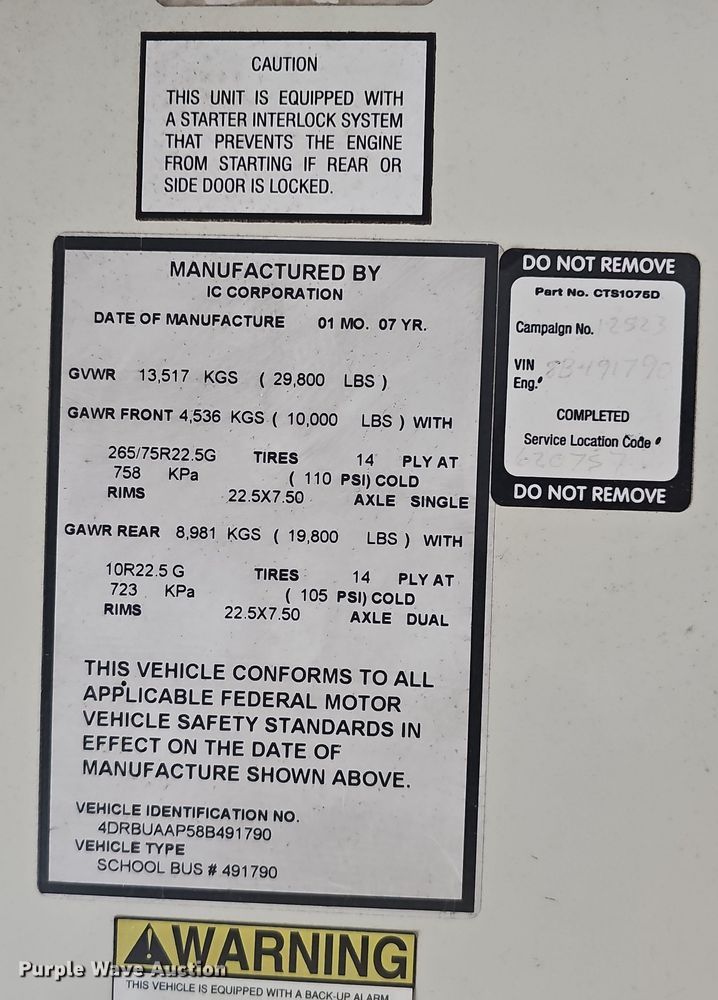 CAUTION
THIS UNIT IS EQUIPPED WITH
A STARTER INTERLOCK SYSTEM
THAT PREVENTS THE ENGINE
FROM STARTING IF REAR OR
SIDE DOOR IS LOCKED.
MANUFACTURED BY
IC CORPORATION
DATE OF MANUFACTURE 01 MO. 07 YR.
GVWR 13,517 KGS ( 29,800 LBS )
GAWR FRONT 4,536 KGS ( 10,000 LBS ) WITH
265/75R22.5G TIRES 14 PLY AT
758 KPa ( 110 PSI) COLD
RIMS 22.5X7.50 AXLE SINGLE
GAWR REAR 8,981 KGS ( 19,800 LBS ) WITH
10R22.5 G TIRES 14 PLY AT
723 KPa ( 105 PSI) COLD
RIMS 22.5X7.50 AXLE DUAL
THIS VEHICLE CONFORMS TO ALL
APPLICABLE FEDERAL MOTOR
VEHICLE SAFETY STANDARDS IN
EFFECT ON THE DATE OF
MANUFACTURE SHOWN ABOVE.
VEHICLE IDENTIFICATION NO.
4DRBUAAP58B491790
VEHICLE TYPE
SCHOOL BUS # 491790
DO NOT REMOVE
Part No. CTS1075D
Campaign No. 12523
VIN 8B491790
Eng.
COMPLETED
Service Location Code
DO NOT REMOVE
WARNING
THIS VEHICLE IS EQUIPPED WITH A BACK-UP ALARM
Purple Wave Auction